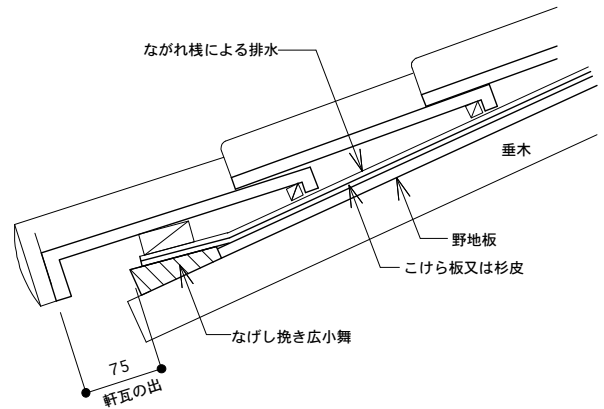 ながれ桟による排水
垂木
野地板
こけら板又は杉皮
なげし挽き広小舞
75
軒瓦の出